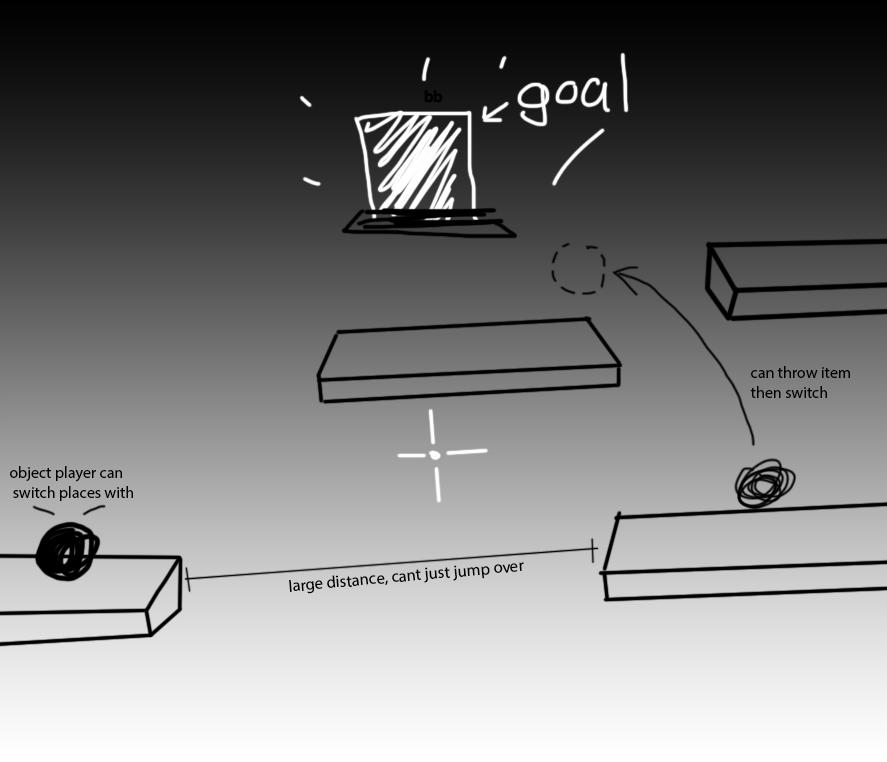 bb
goal
can throw item
then switch
object player can
switch places with
large distance, cant just jump over